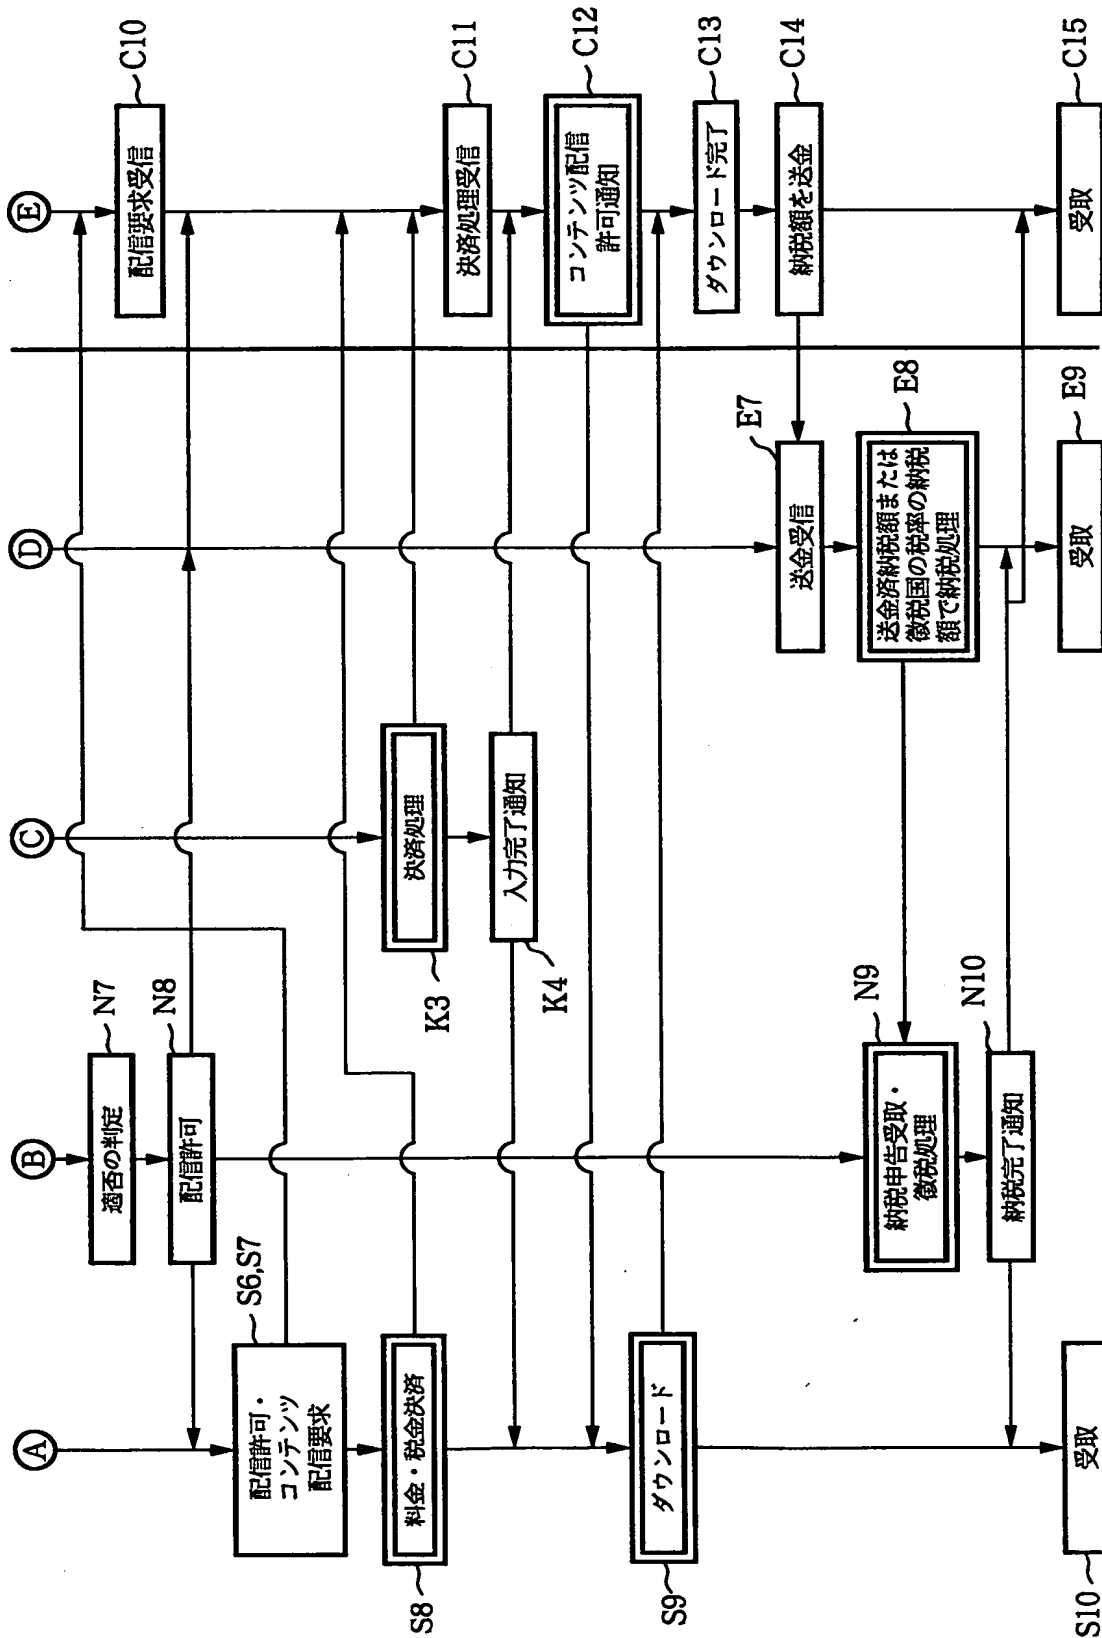 A
B
C
D
E
適否の判定
N7
配信許可
N8
配信要求受信
C10
配信許可・
コンテンツ
配信要求
S6,S7
料金・税金決済
S8
決済処理
K3
決済処理受信
C11
入力完了通知
K4
コンテンツ配信
許可通知
C12
ダウンロード
S9
ダウンロード完了
C13
納税額を送金
C14
送金受信
E7
送金済納税額または
徴税国の税率の納税
額で納税処理
E8
納税申告受取・
徴税処理
N9
納税完了通知
N10
受取
S10
受取
E9
受取
C15